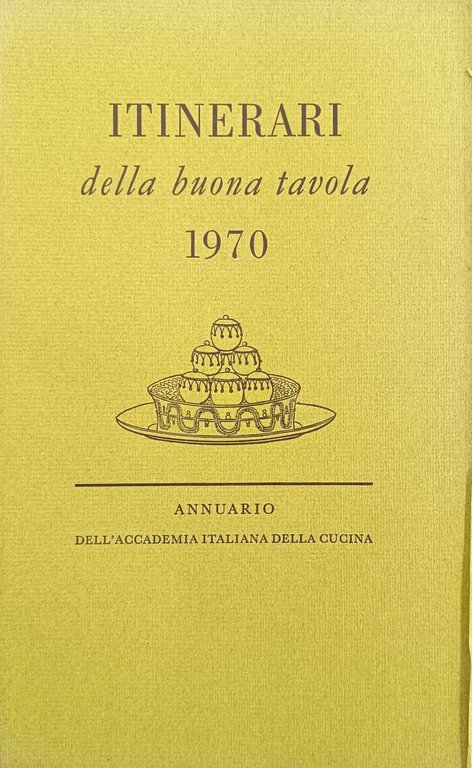 ITINERARI
della buona tavola
1970
ANNUARIO
DELL'ACCADEMIA ITALIANA DELLA CUCINA